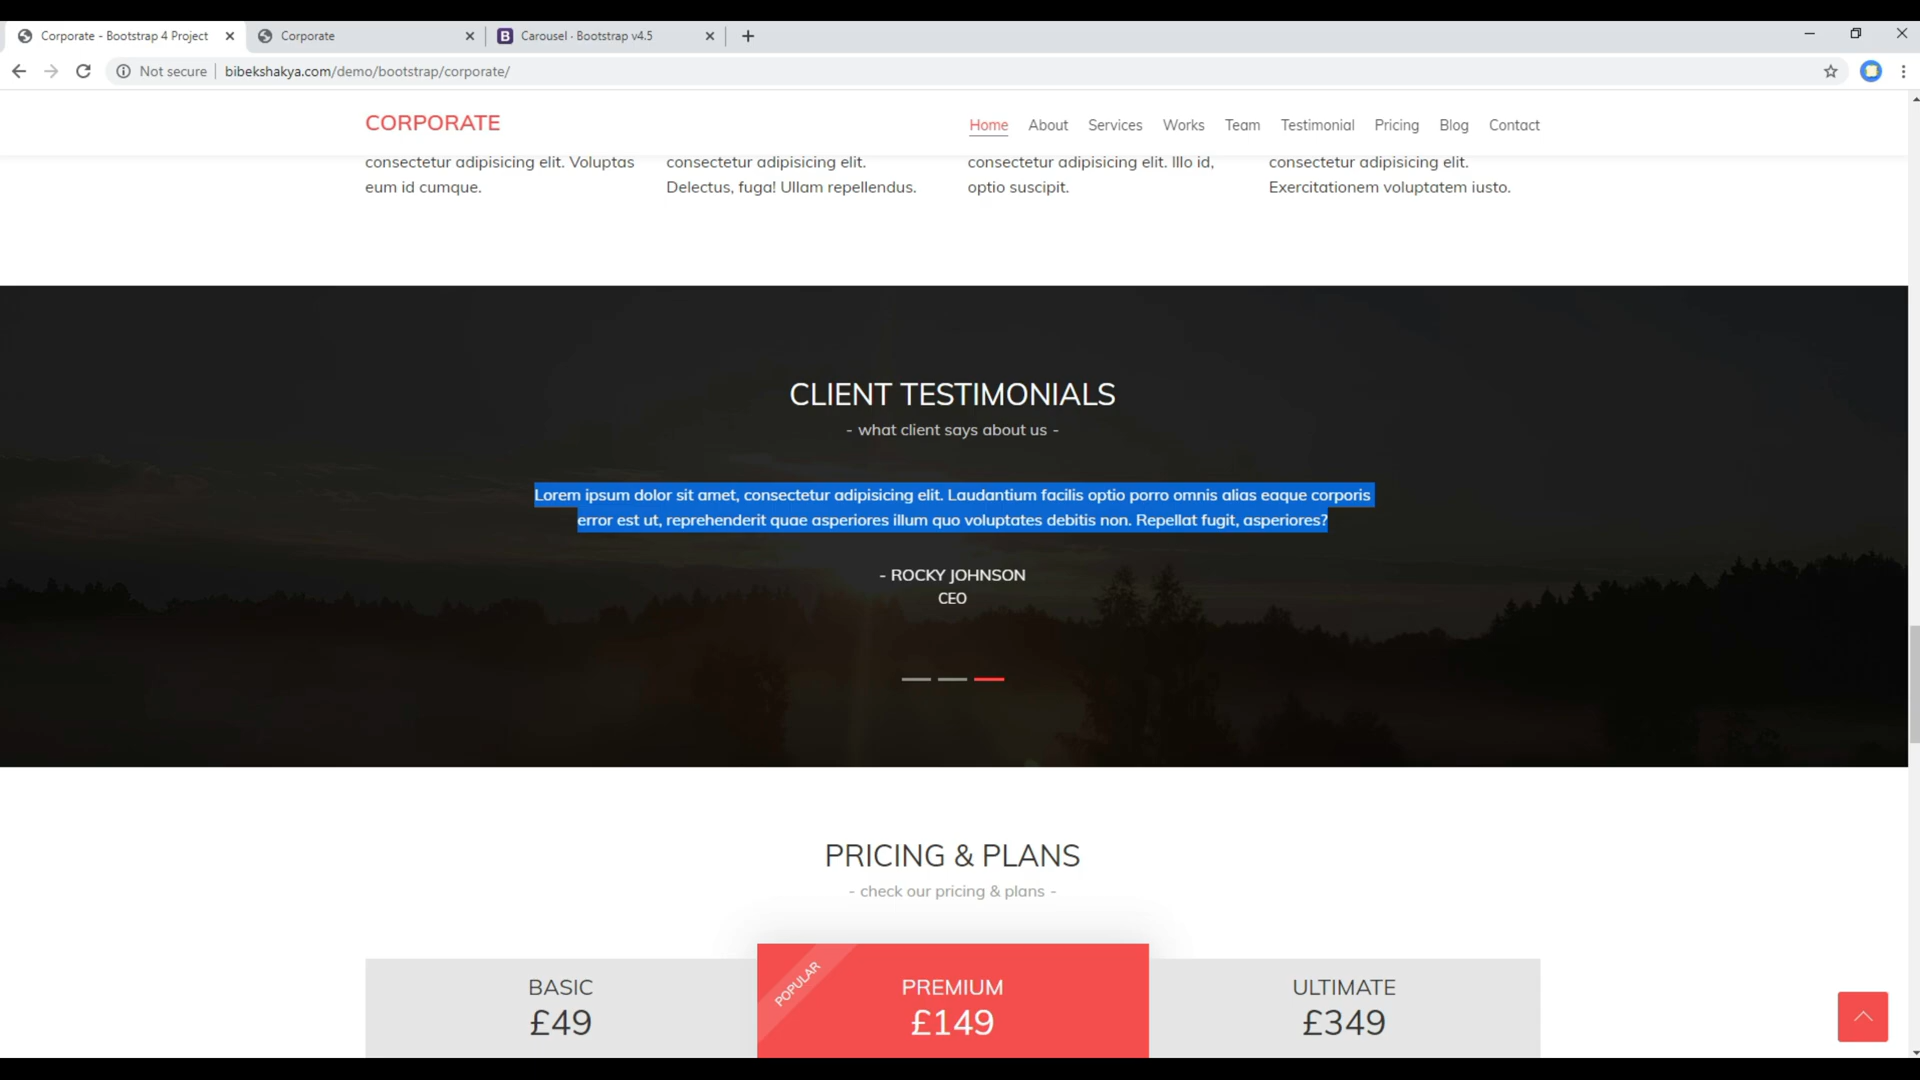 Corporate - Bootstrap 4 Project
Corporate
Carousel · Bootstrap v4.5
Not secure
bibekshakya.com/demo/bootstrap/corporate/
CORPORATE
Home About Services Works Team Testimonial Pricing Blog Contact
consectetur adipisicing elit. Voluptas
eum id cumque.
consectetur adipisicing elit.
Delectus, fuga! Ullam repellendus.
consectetur adipisicing elit. Illo id,
optio suscipit.
consectetur adipisicing elit.
Exercitationem voluptatem iusto.
CLIENT TESTIMONIALS
- what client says about us -
Lorem ipsum dolor sit amet, consectetur adipisicing elit. Laudantium facilis optio porro omnis alias eaque corporis
error est ut, reprehenderit quae asperiores illum quo voluptates debitis non. Repellat fugit, asperiores?
- ROCKY JOHNSON
CEO
PRICING & PLANS
- check our pricing & plans -
BASIC
£49
POPULAR
PREMIUM
£149
ULTIMATE
£349